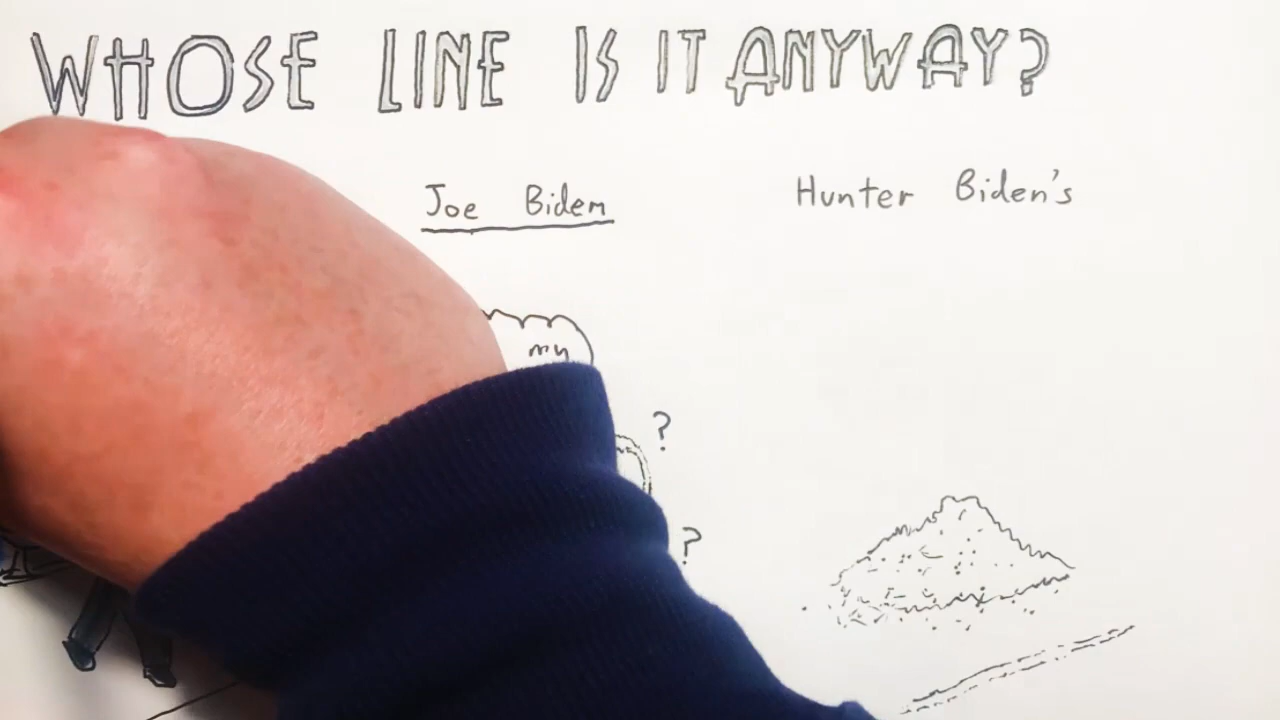 WHOSE LINE IS IT ANYWAY?
Joe Biden
Hunter Biden's
my
?
?